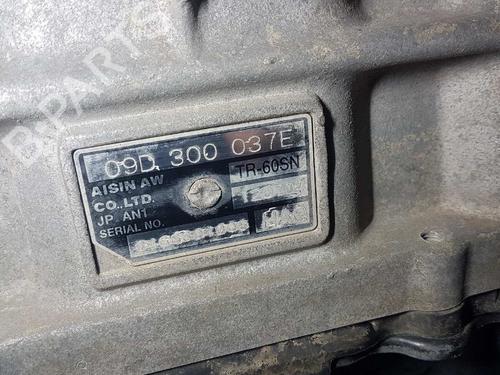 09D. 300 037E
AISIN AW
CO.,LTD.
JP. AN1
SERIAL NO.
TR-60SN
B-PARTS